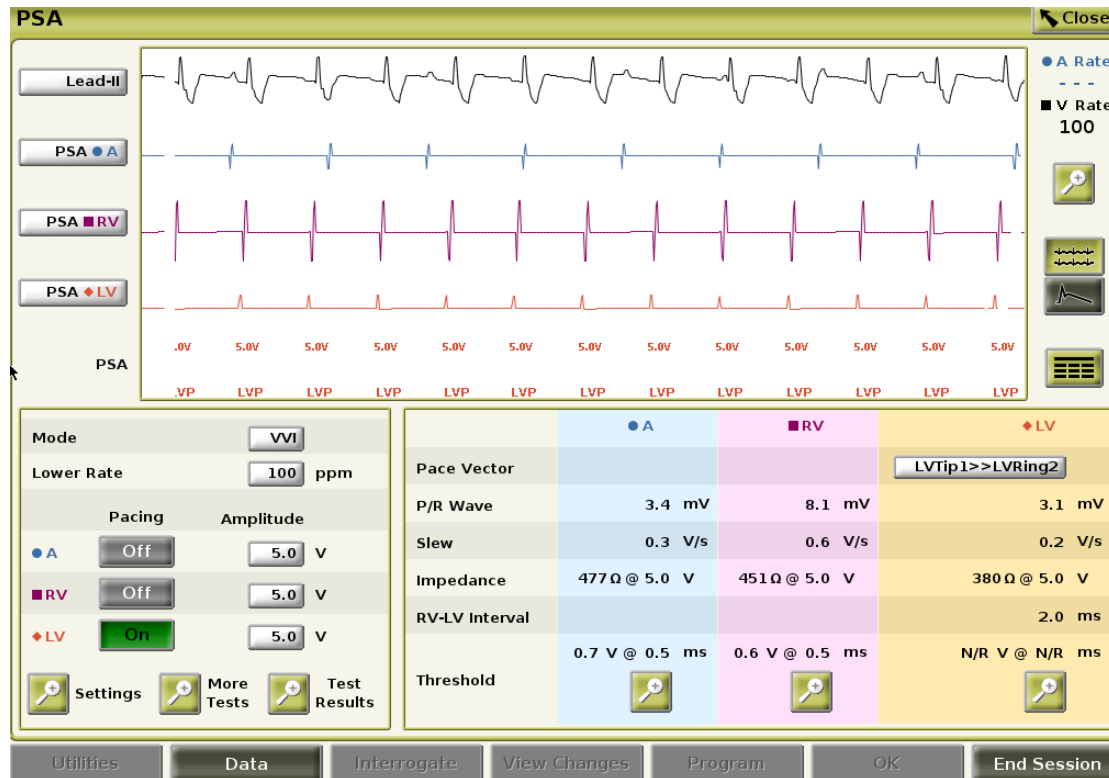 PSA
Close
Lead-II
A Rate
- - -
V Rate
100
PSA ● A
PSA ■ RV
PSA ◆ LV
PSA
.0V 5.0V 5.0V 5.0V 5.0V 5.0V 5.0V 5.0V 5.0V 5.0V 5.0V 5.0V 5.0V
.VP LVP LVP LVP LVP LVP LVP LVP LVP LVP LVP LVP LVP
Mode VVI
Lower Rate 100 ppm
Pacing Amplitude
● A Off 5.0 V
■ RV Off 5.0 V
◆ LV On 5.0 V
Settings More Tests Test Results
● A ■ RV ◆ LV
Pace Vector LVTip1>>LVRing2
P/R Wave 3.4 mV 8.1 mV 3.1 mV
Slew 0.3 V/s 0.6 V/s 0.2 V/s
Impedance 477Ω@ 5.0 V 451Ω@ 5.0 V 380Ω@ 5.0 V
RV-LV Interval 2.0 ms
Threshold 0.7 V @ 0.5 ms 0.6 V @ 0.5 ms N/R V @ N/R ms
Utilities Data Interrogate View Changes Program OK End Session